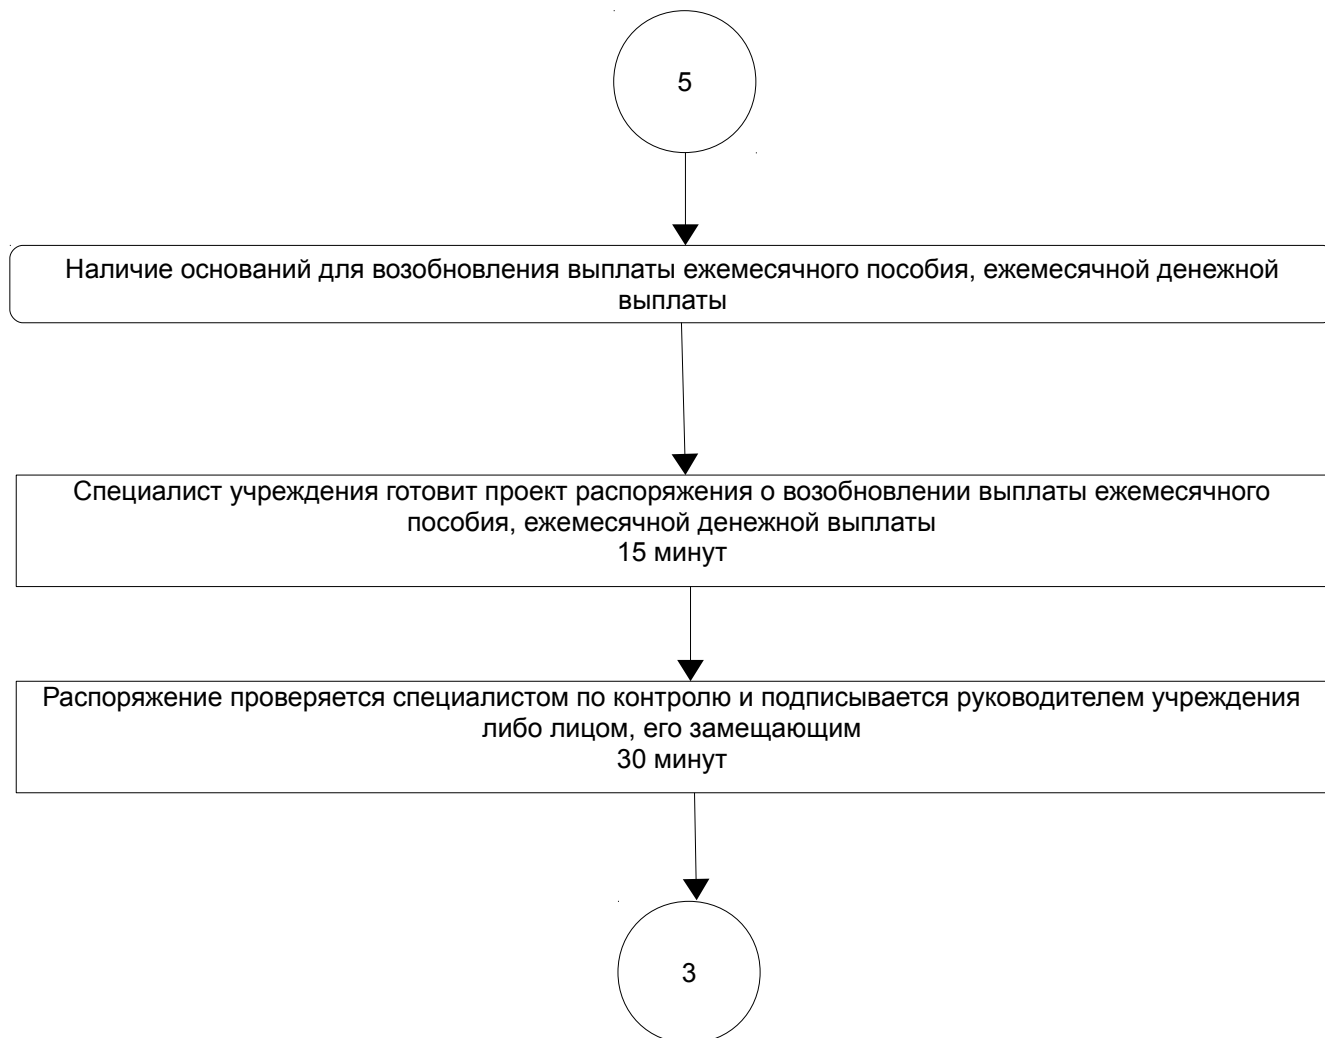 5
Наличие оснований для возобновления выплаты ежемесячного пособия, ежемесячной денежной
выплаты
Специалист учреждения готовит проект распоряжения о возобновлении выплаты ежемесячного
пособия, ежемесячной денежной выплаты
15 минут
Распоряжение проверяется специалистом по контролю и подписывается руководителем учреждения
либо лицом, его замещающим
30 минут
3